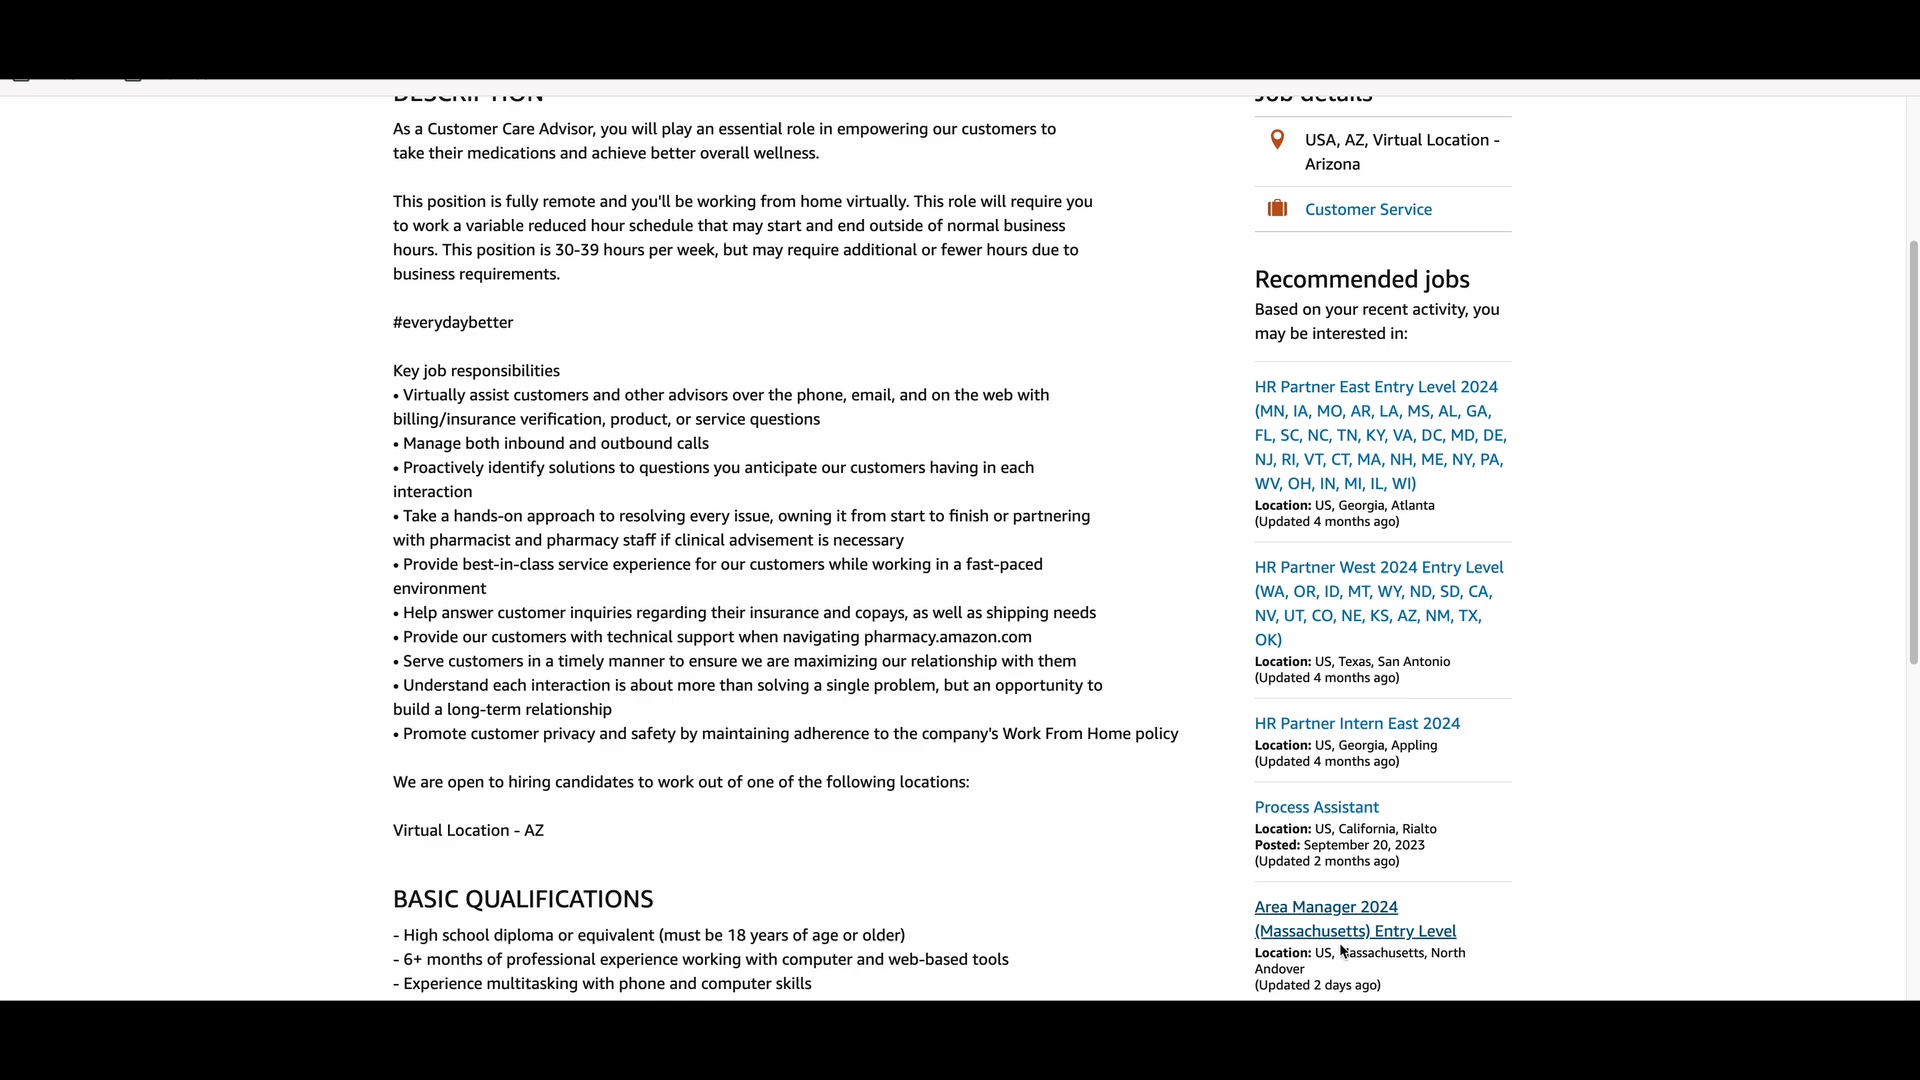 DESCRIPTION
As a Customer Care Advisor, you will play an essential role in empowering our customers to
take their medications and achieve better overall wellness.
This position is fully remote and you'll be working from home virtually. This role will require you
to work a variable reduced hour schedule that may start and end outside of normal business
hours. This position is 30-39 hours per week, but may require additional or fewer hours due to
business requirements.
#everydaybetter
Key job responsibilities
• Virtually assist customers and other advisors over the phone, email, and on the web with
billing/insurance verification, product, or service questions
• Manage both inbound and outbound calls
• Proactively identify solutions to questions you anticipate our customers having in each
interaction
• Take a hands-on approach to resolving every issue, owning it from start to finish or partnering
with pharmacist and pharmacy staff if clinical advisement is necessary
• Provide best-in-class service experience for our customers while working in a fast-paced
environment
• Help answer customer inquiries regarding their insurance and copays, as well as shipping needs
• Provide our customers with technical support when navigating pharmacy.amazon.com
• Serve customers in a timely manner to ensure we are maximizing our relationship with them
• Understand each interaction is about more than solving a single problem, but an opportunity to
build a long-term relationship
• Promote customer privacy and safety by maintaining adherence to the company's Work From Home policy
We are open to hiring candidates to work out of one of the following locations:
Virtual Location - AZ
BASIC QUALIFICATIONS
- High school diploma or equivalent (must be 18 years of age or older)
- 6+ months of professional experience working with computer and web-based tools
- Experience multitasking with phone and computer skills
Job details
USA, AZ, Virtual Location -
Arizona
Customer Service
Recommended jobs
Based on your recent activity, you
may be interested in:
HR Partner East Entry Level 2024
(MN, IA, MO, AR, LA, MS, AL, GA,
FL, SC, NC, TN, KY, VA, DC, MD, DE,
NJ, RI, VT, CT, MA, NH, ME, NY, PA,
WV, OH, IN, MI, IL, WI)
Location: US, Georgia, Atlanta
(Updated 4 months ago)
HR Partner West 2024 Entry Level
(WA, OR, ID, MT, WY, ND, SD, CA,
NV, UT, CO, NE, KS, AZ, NM, TX,
OK)
Location: US, Texas, San Antonio
(Updated 4 months ago)
HR Partner Intern East 2024
Location: US, Georgia, Appling
(Updated 4 months ago)
Process Assistant
Location: US, California, Rialto
Posted: September 20, 2023
(Updated 2 months ago)
Area Manager 2024
(Massachusetts) Entry Level
Location: US, Massachusetts, North
Andover
(Updated 2 days ago)